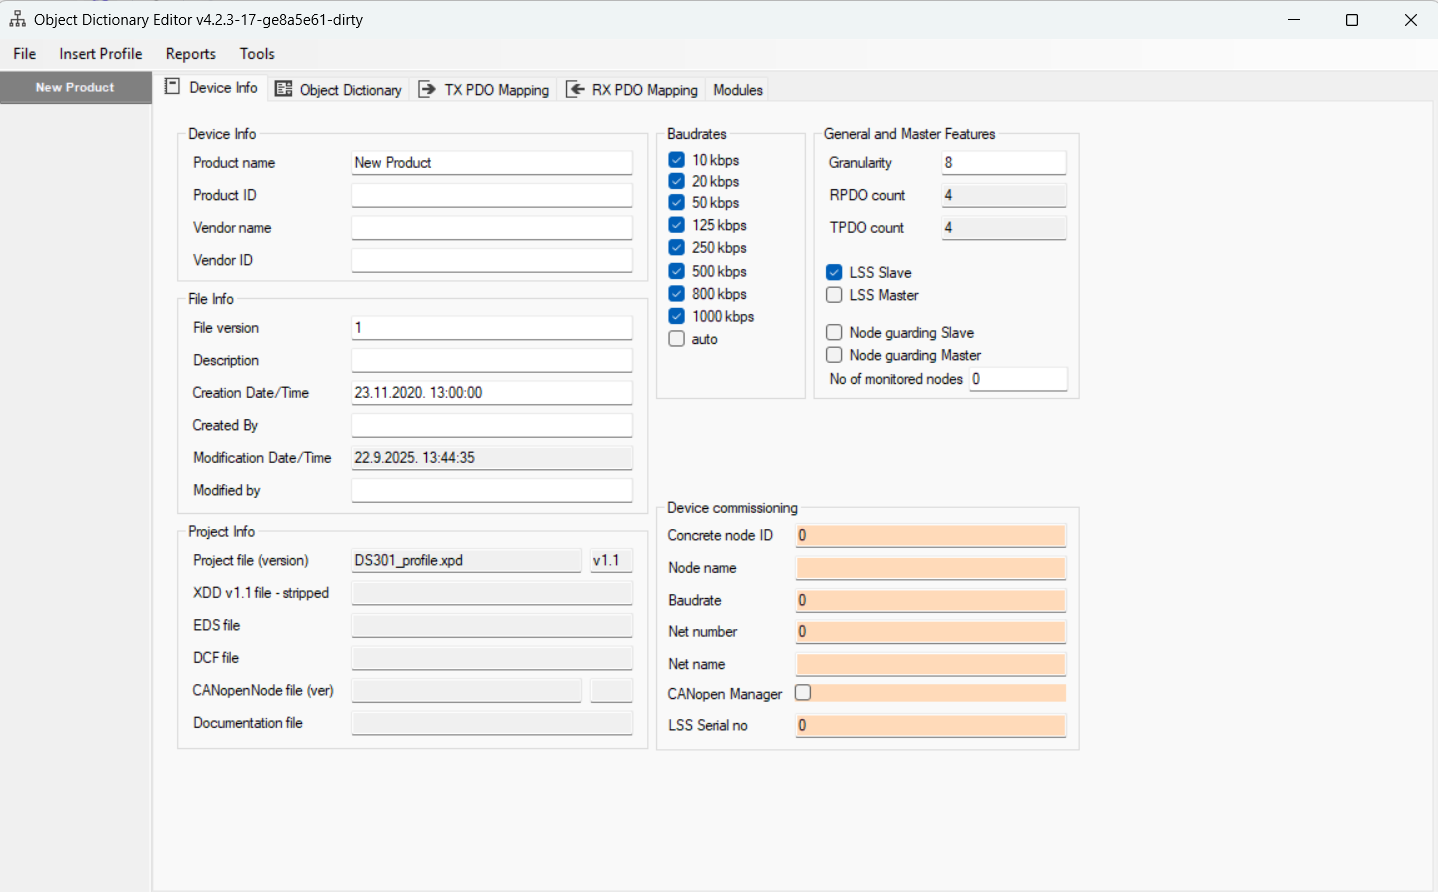 Object Dictionary Editor v4.2.3-17-ge8a5e61-dirty
File Insert Profile Reports Tools
New Product
Device Info Object Dictionary TX PDO Mapping RX PDO Mapping Modules
Device Info
Product name New Product
Product ID
Vendor name
Vendor ID
File Info
File version 1
Description
Creation Date/Time 23.11.2020. 13:00:00
Created By
Modification Date/Time 22.9.2025. 13:44:35
Modified by
Project Info
Project file (version) DS301_profile.xpd v1.1
XDD v1.1 file - stripped
EDS file
DCF file
CANopenNode file (ver)
Documentation file
Baudrates
10 kbps
20 kbps
50 kbps
125 kbps
250 kbps
500 kbps
800 kbps
1000 kbps
auto
General and Master Features
Granularity 8
RPDO count 4
TPDO count 4
LSS Slave
LSS Master
Node guarding Slave
Node guarding Master
No of monitored nodes 0
Device commissioning
Concrete node ID 0
Node name
Baudrate 0
Net number 0
Net name
CANopen Manager
LSS Serial no 0